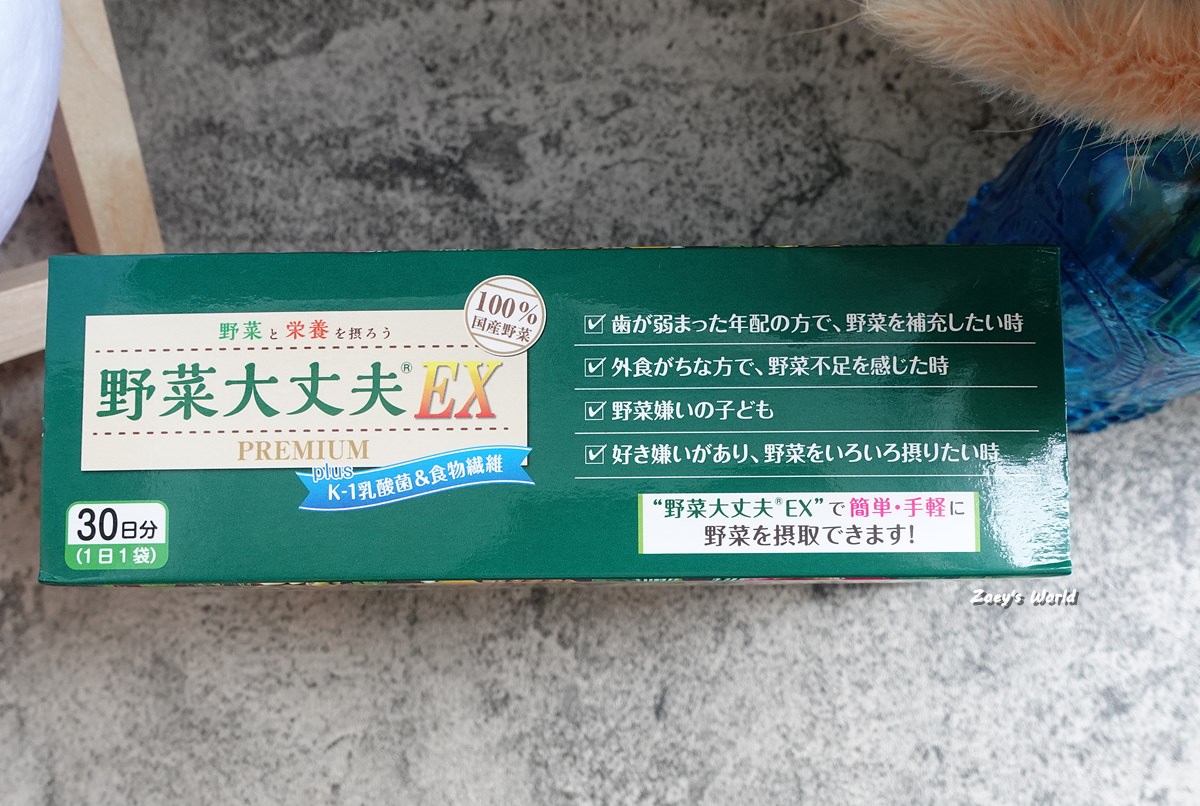 野菜と栄養を摂ろう
100%
国産野菜
野菜大丈夫®EX
PREMIUM
plus
K-1乳酸菌&食物繊維
30日分
(1日1袋)
☑歯が弱まった年配の方で、野菜を補充したい時
☑外食がちな方で、野菜不足を感じた時
☑野菜嫌いの子ども
☑好き嫌いがあり、野菜をいろいろ摂りたい時
“野菜大丈夫®EX”で簡単・手軽に
野菜を摂取できます!
Zoey's World